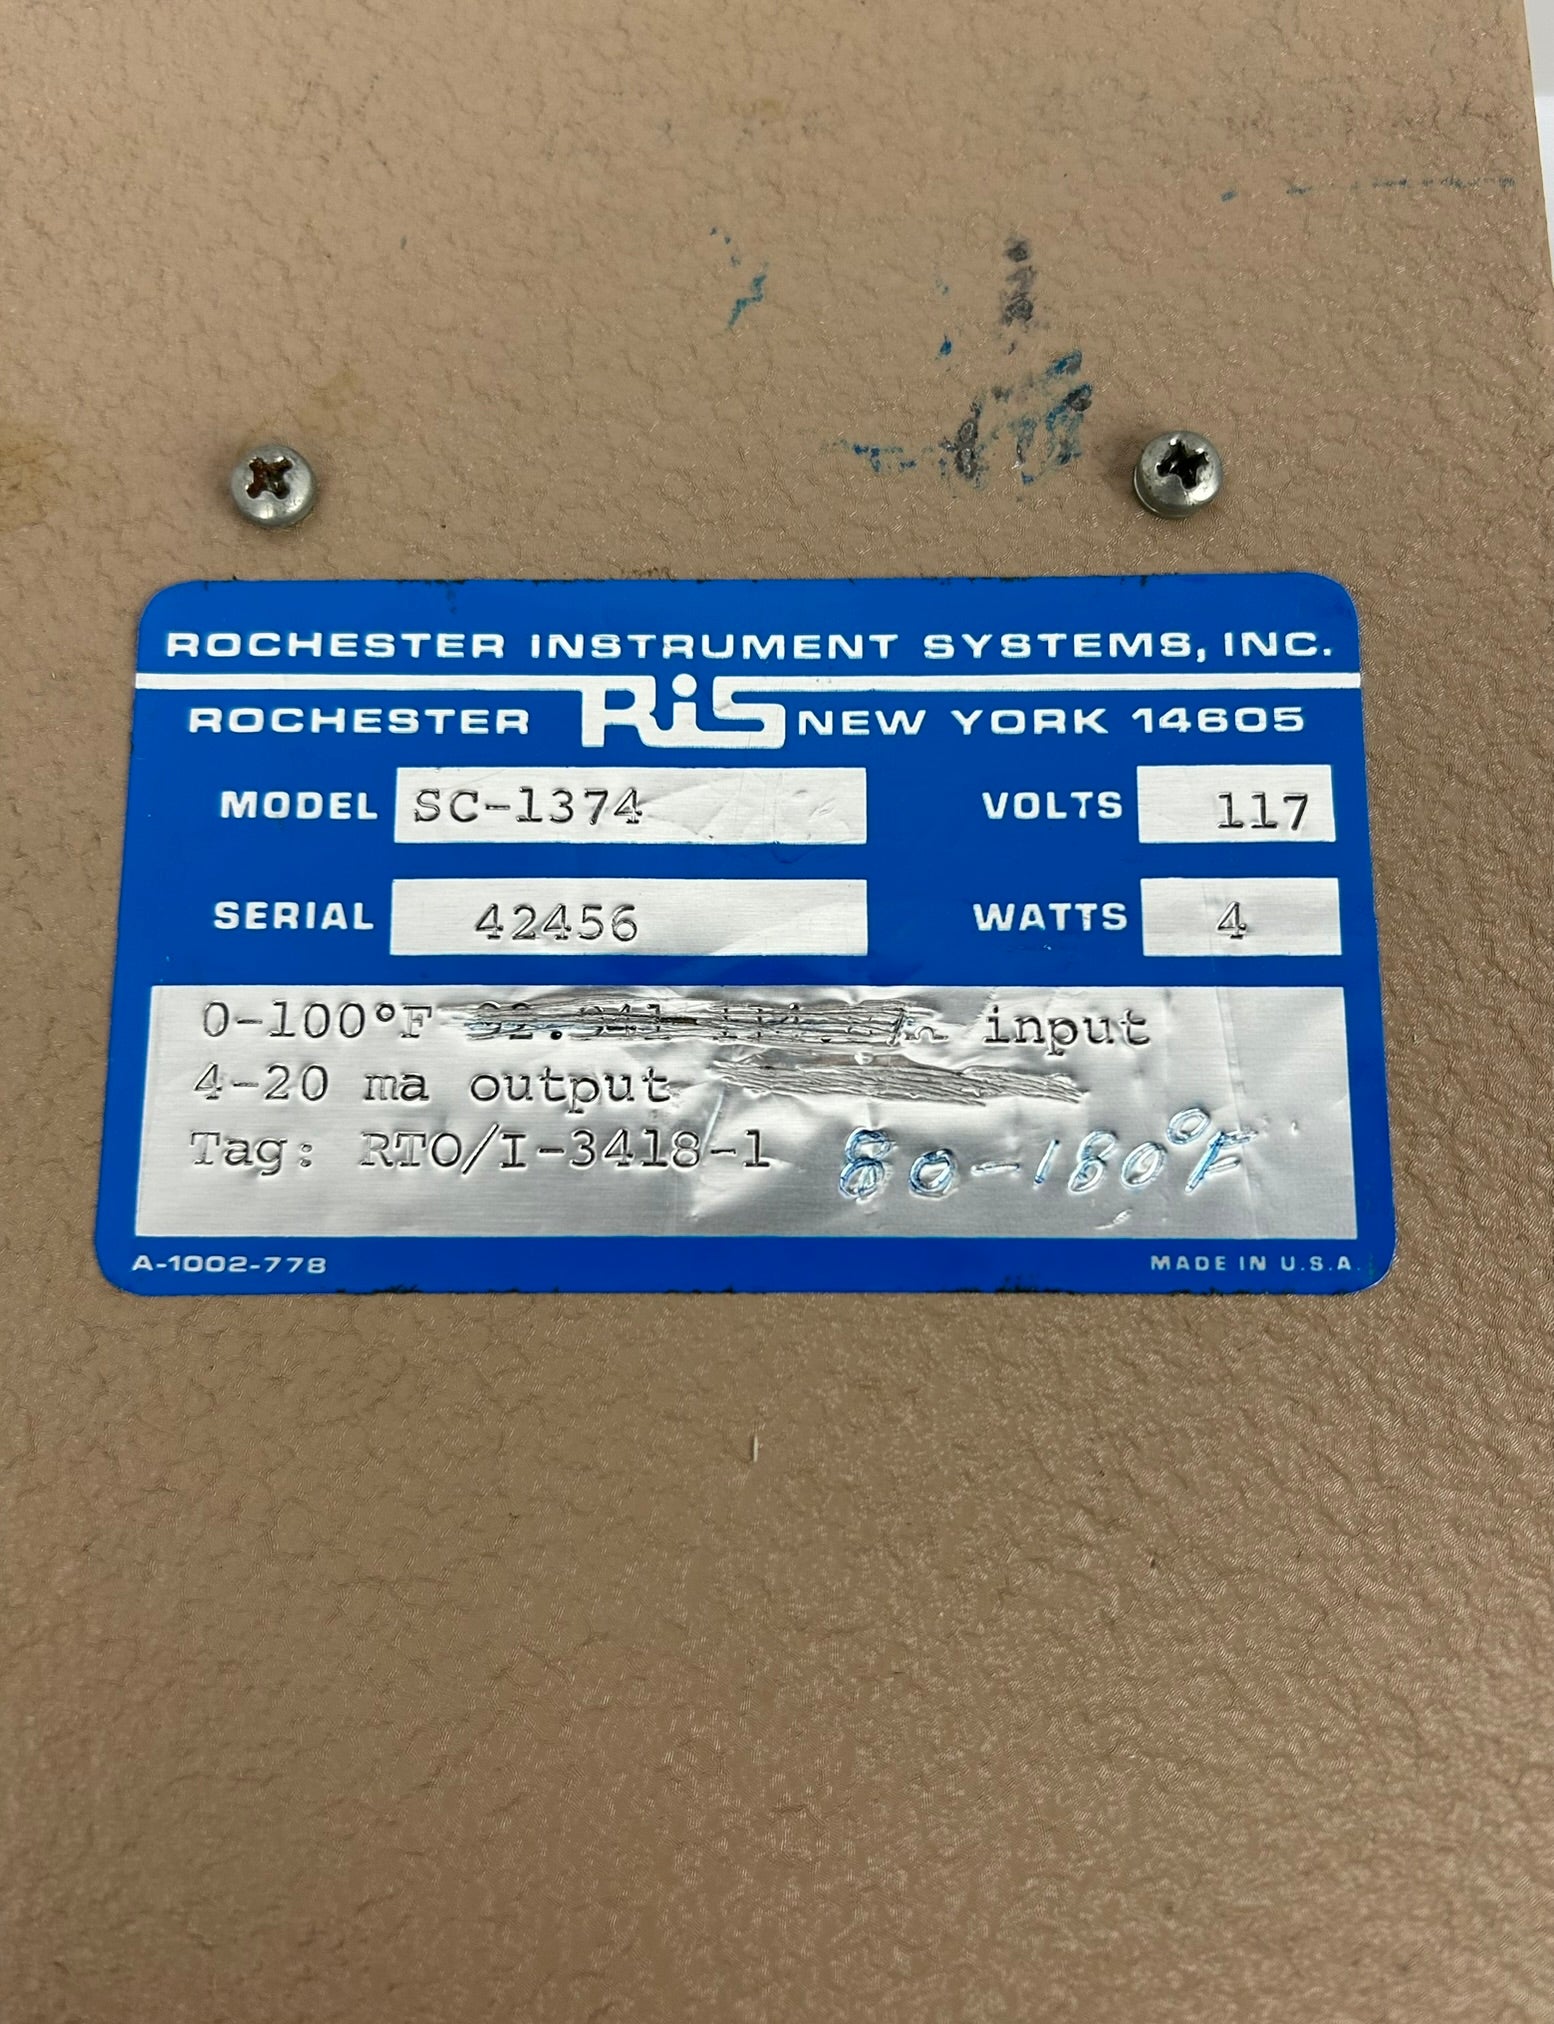 ROCHESTER INSTRUMENT SYSTEMS, INC.
ROCHESTER RiS NEW YORK 14605
MODEL SC-1374 VOLTS 117
SERIAL 42456 WATTS 4
0-100°F input
4-20 ma output
Tag: RTO/I-3418-1 80-180°F
A-1002-778 MADE IN U.S.A.